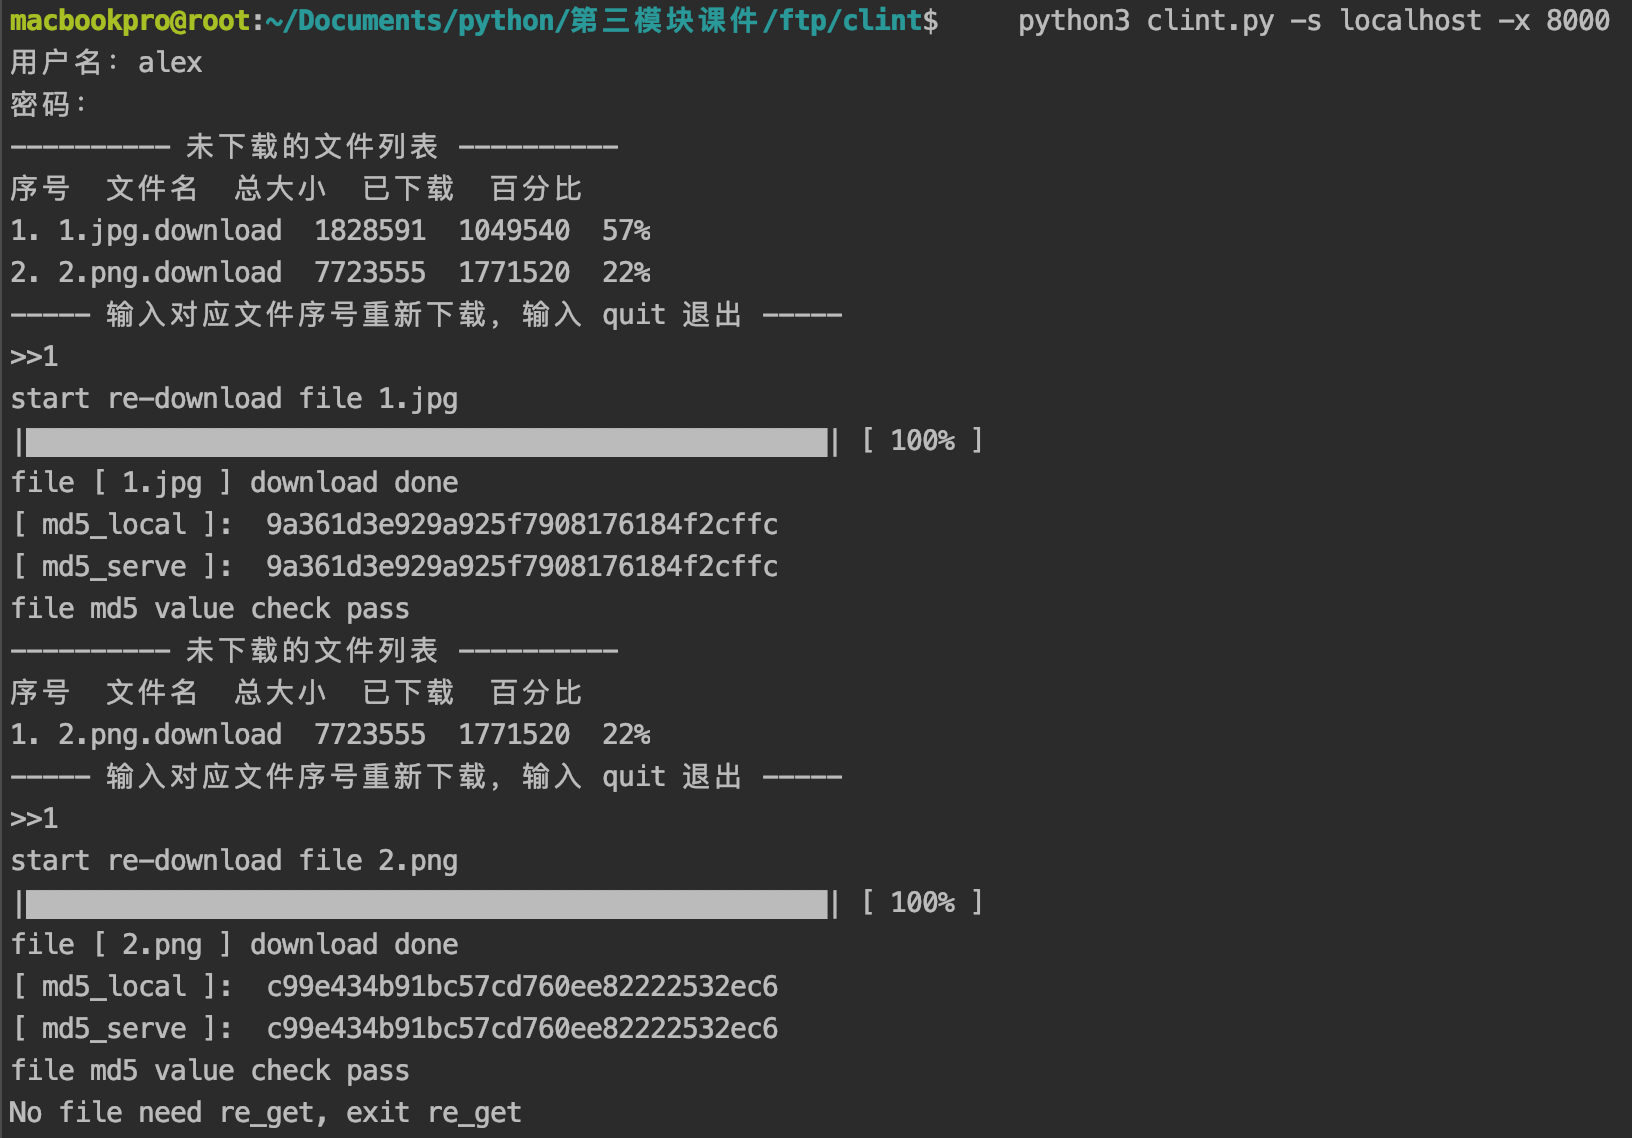 macbookpro@root:~/Documents/python/第三模块课件/ftp/clint$     python3 clint.py -s localhost -x 8000
用户名：alex
密码：
---------- 未下载的文件列表 ----------
序号  文件名  总大小  已下载  百分比
1. 1.jpg.download  1828591  1049540  57%
2. 2.png.download  7723555  1771520  22%
----- 输入对应文件序号重新下载，输入 quit 退出 -----
>>1
start re-download file 1.jpg
|██████████████████████████████████████████████████| [ 100% ]
file [ 1.jpg ] download done
[ md5_local ]:  9a361d3e929a925f7908176184f2cffc
[ md5_serve ]:  9a361d3e929a925f7908176184f2cffc
file md5 value check pass
---------- 未下载的文件列表 ----------
序号  文件名  总大小  已下载  百分比
1. 2.png.download  7723555  1771520  22%
----- 输入对应文件序号重新下载，输入 quit 退出 -----
>>1
start re-download file 2.png
|██████████████████████████████████████████████████| [ 100% ]
file [ 2.png ] download done
[ md5_local ]:  c99e434b91bc57cd760ee82222532ec6
[ md5_serve ]:  c99e434b91bc57cd760ee82222532ec6
file md5 value check pass
No file need re_get, exit re_get